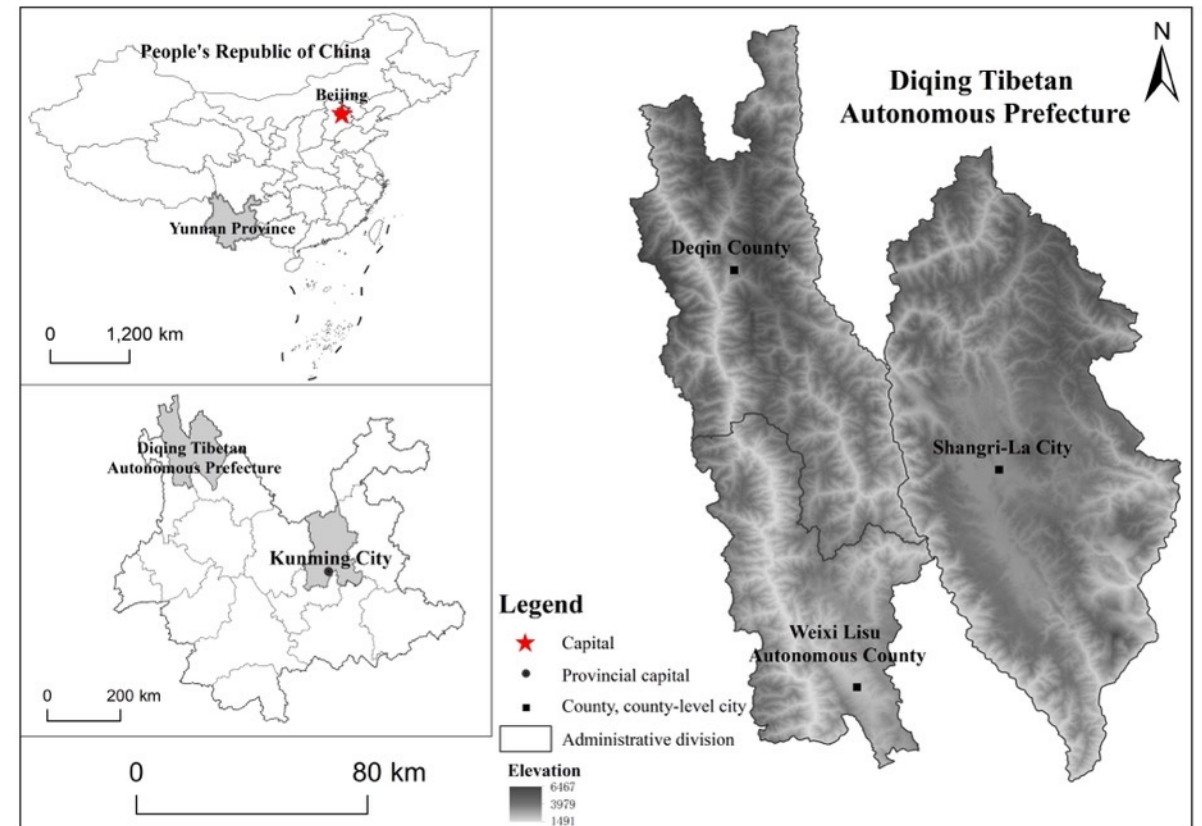 People's Republic of China
Beijing
Yunnan Province
0 1,200 km
Diqing Tibetan
Autonomous Prefecture
Kunming City
0 200 km
0 80 km
N
Diqing Tibetan
Autonomous Prefecture
Deqin County
Shangri-La City
Weixi Lisu
Autonomous County
Legend
Capital
Provincial capital
County, county-level city
Administrative division
Elevation
6467
3979
1491